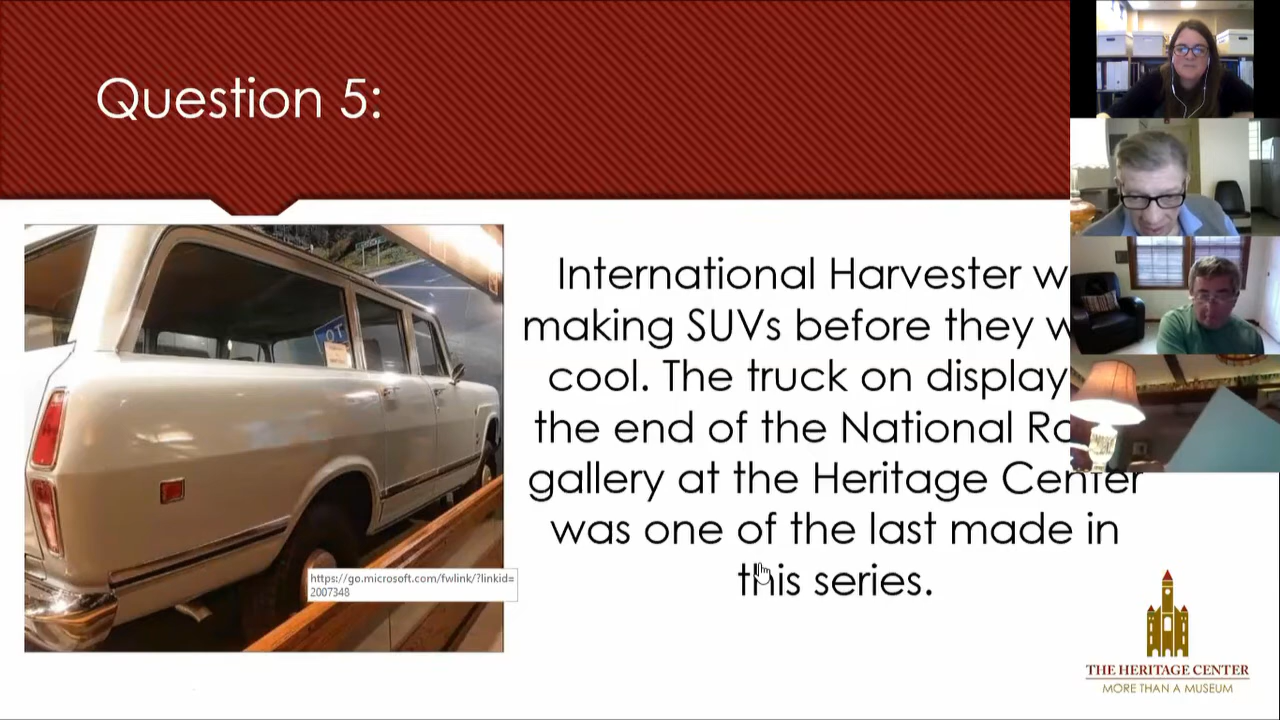 Question 5:
International Harvester w
making SUVs before they w
cool. The truck on display
the end of the National Ro
gallery at the Heritage Center
was one of the last made in
this series.
TO
https://go.microsoft.com/fwlink/?linkid=
2007348
THE HERITAGE CENTER
MORE THAN A MUSEUM